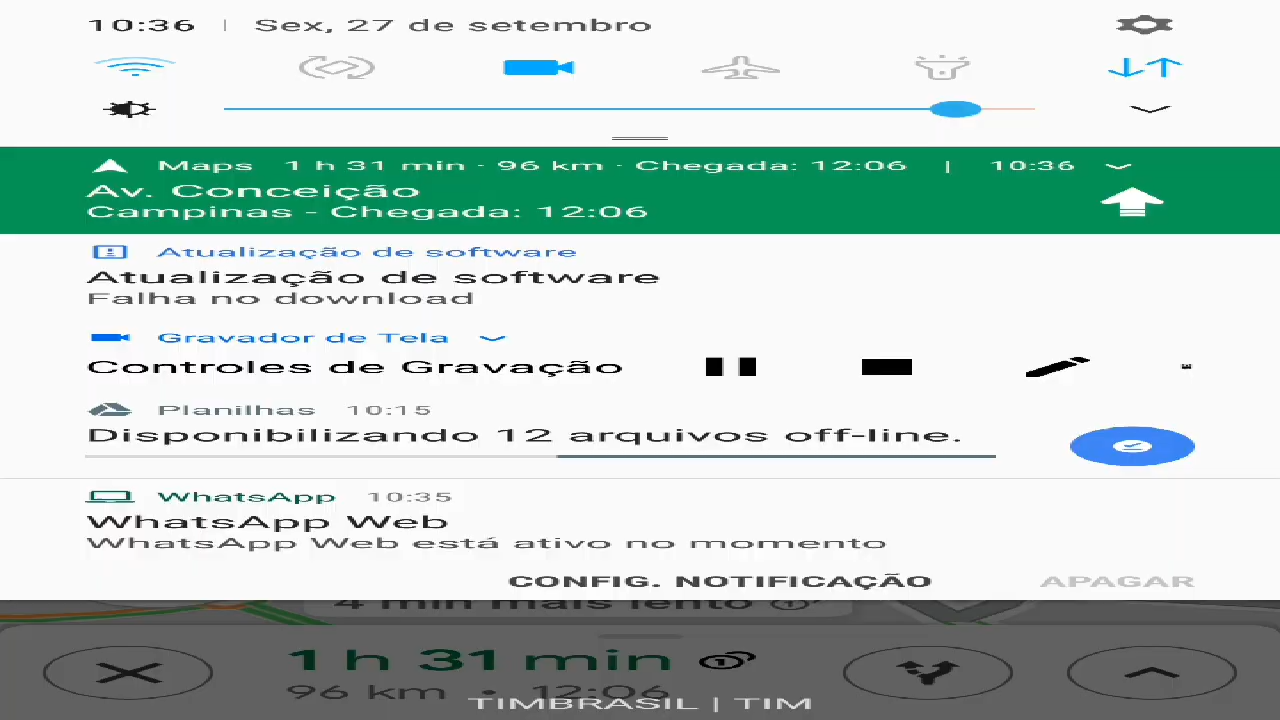 10:36 | Sex, 27 de setembro
Maps 1 h 31 min · 96 km · Chegada: 12:06 | 10:36
Av. Conceição
Campinas - Chegada: 12:06
Atualização de software
Atualização de software
Falha no download
Gravador de Tela
Controles de Gravação
Planilhas 10:15
Disponibilizando 12 arquivos off-line.
WhatsApp 10:35
WhatsApp Web
WhatsApp Web está ativo no momento
CONFIG. NOTIFICAÇÃO APAGAR
4 min mais lento
1 h 31 min
96 km • 12:06
TIMBRASIL | TIM